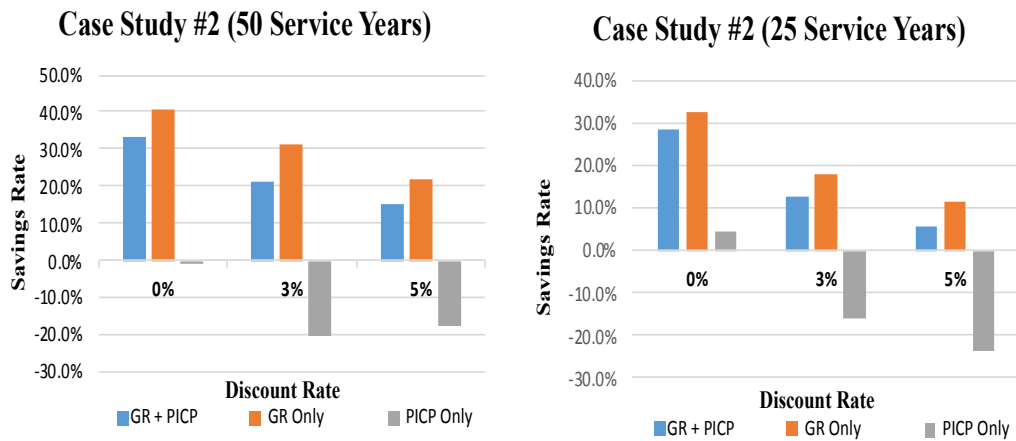 Case Study #2 (50 Service Years)
50.0%
40.0%
30.0%
20.0%
10.0%
0.0%
-10.0%
-20.0%
-30.0%
Savings Rate
0%
3%
5%
Discount Rate
GR + PICP
GR Only
PICP Only
Case Study #2 (25 Service Years)
40.0%
30.0%
20.0%
10.0%
0.0%
-10.0%
-20.0%
-30.0%
Savings Rate
0%
3%
5%
Discount Rate
GR + PICP
GR Only
PICP Only